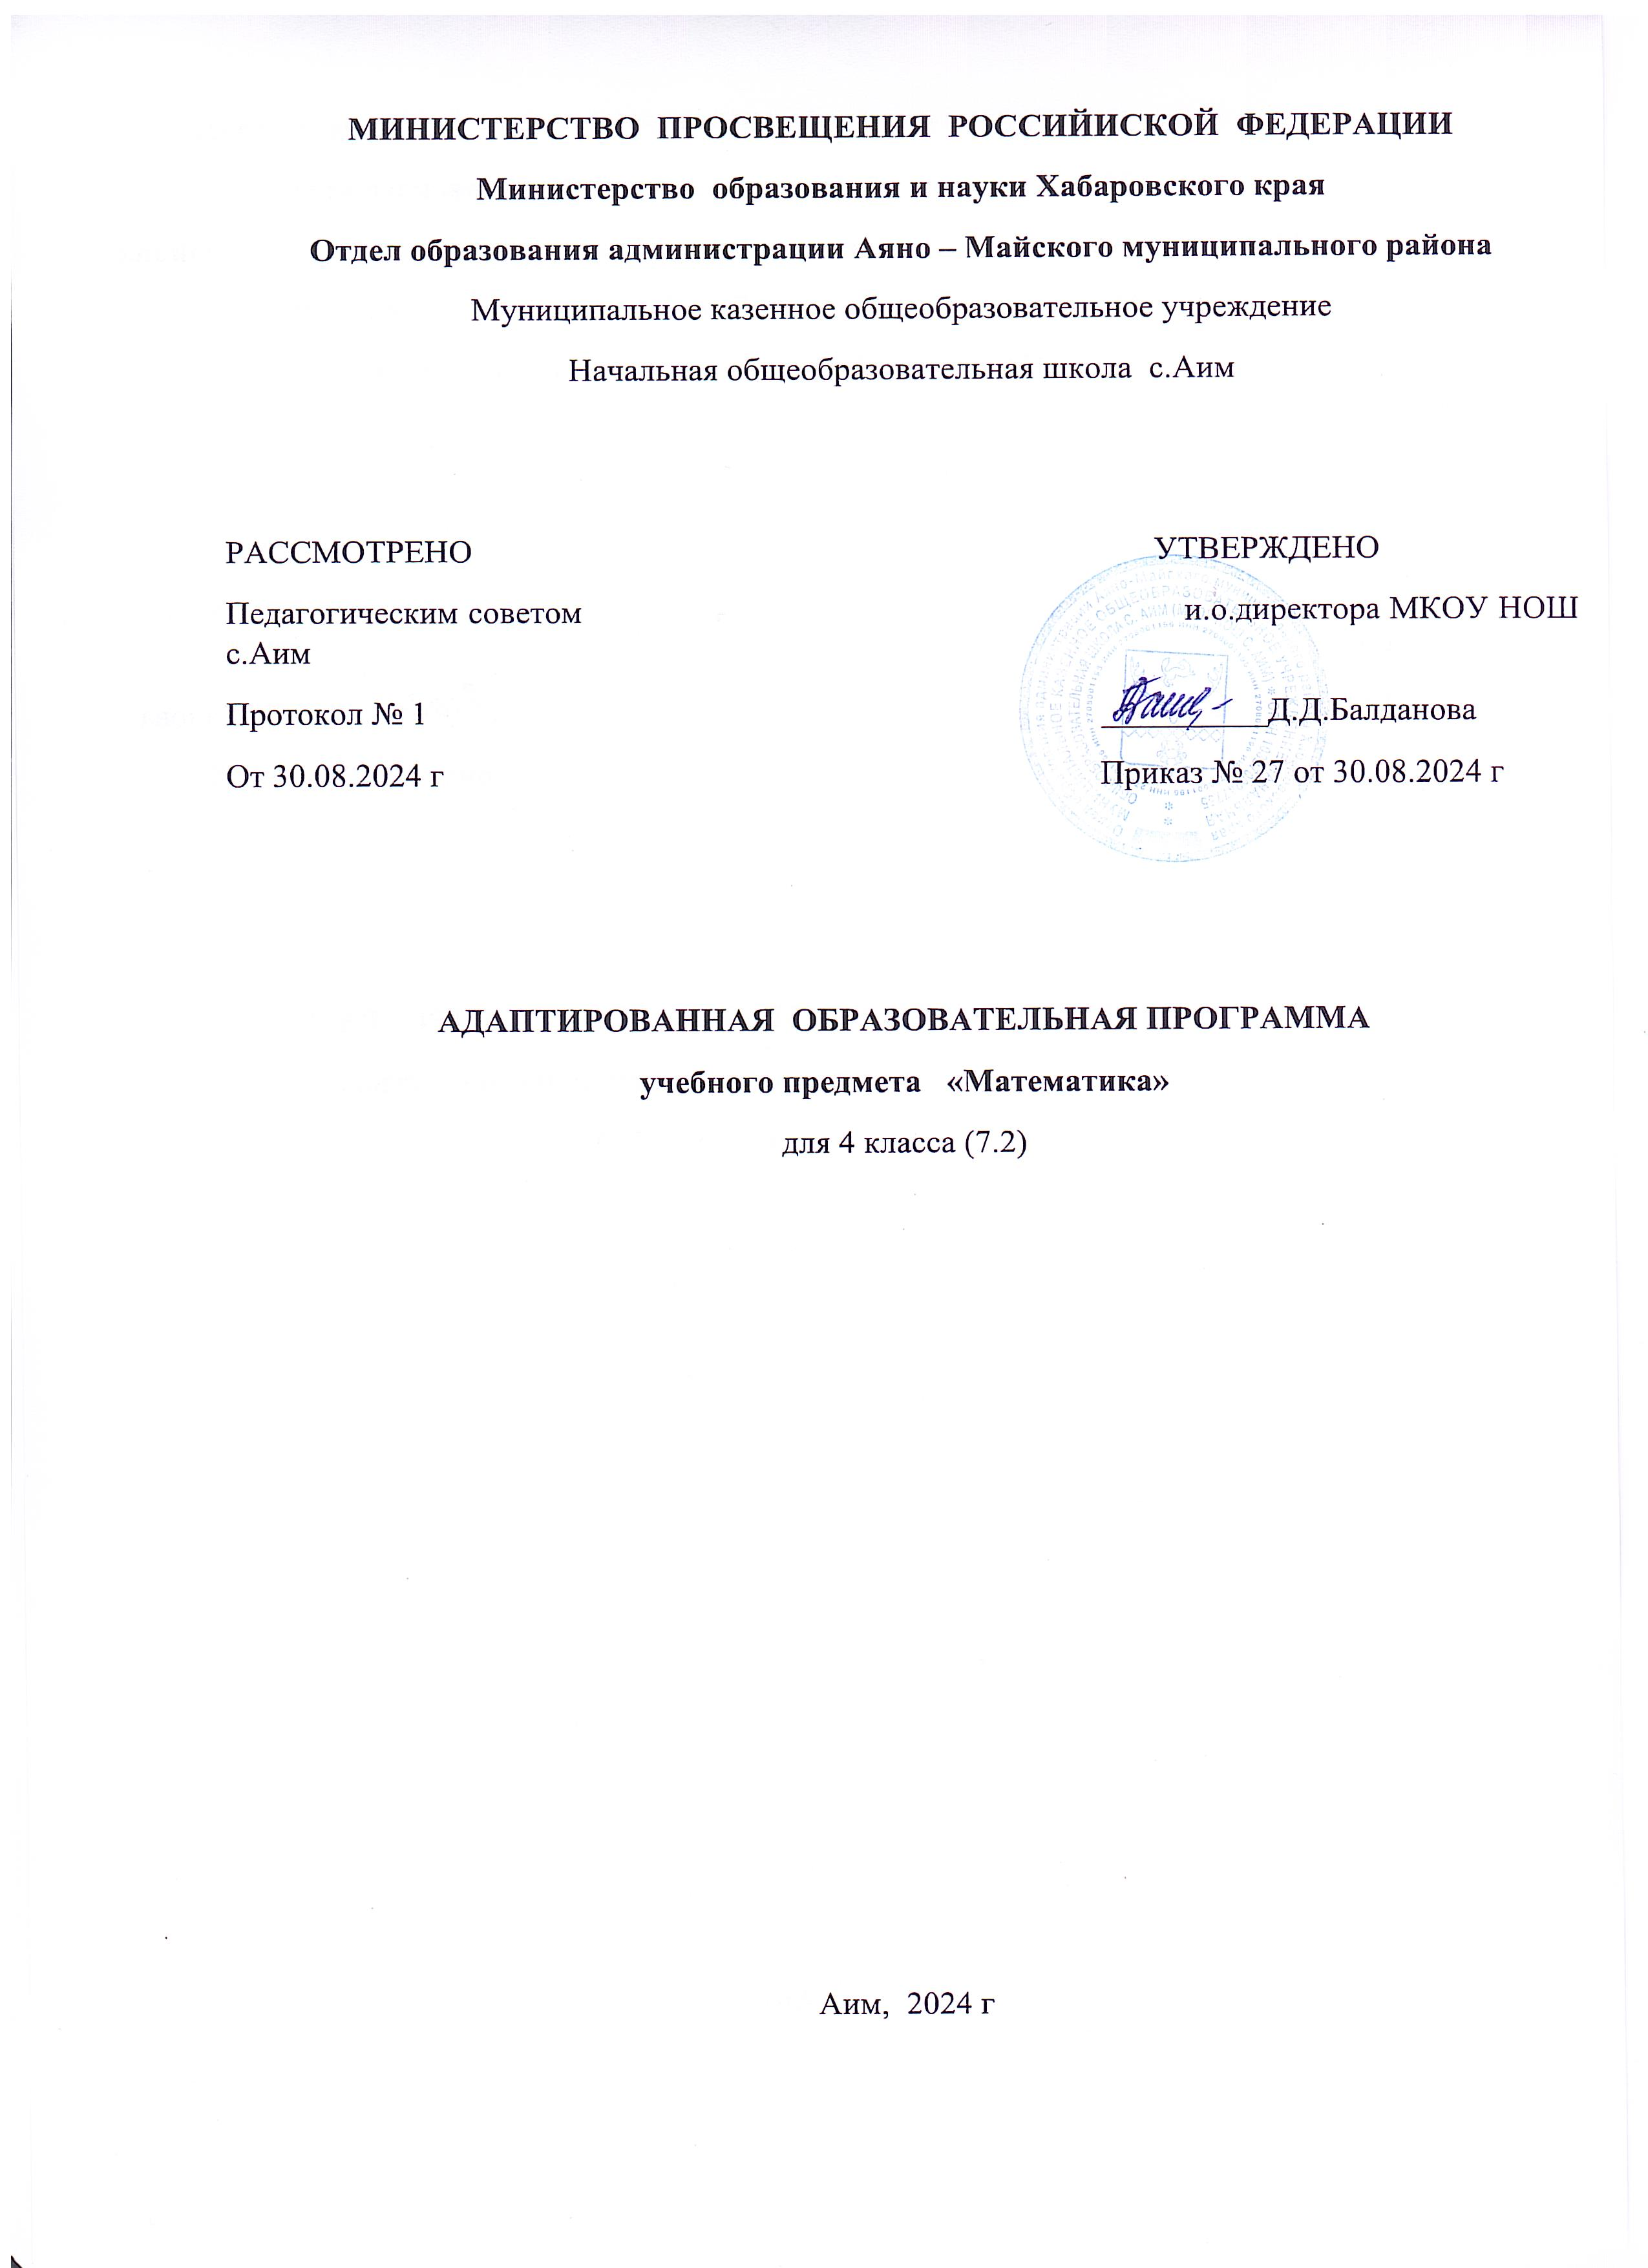 МИНИСТЕРСТВО ПРОСВЕЩЕНИЯ РОССИЙИСКОЙ ФЕДЕРАЦИИ
Министерство образования и науки Хабаровского края
Отдел образования администрации Аяно – Майского муниципального района
Муниципальное казенное общеобразовательное учреждение
Начальная общеобразовательная школа с.Аим
РАССМОТРЕНО
Педагогическим советом
с.Аим
Протокол № 1
От 30.08.2024 г
УТВЕРЖДЕНО
и.о.директора МКОУ НОШ
Д.Д.Балданова
Приказ № 27 от 30.08.2024 г
АДАПТИРОВАННАЯ ОБРАЗОВАТЕЛЬНАЯ ПРОГРАММА
учебного предмета «Математика»
для 4 класса (7.2)
Аим, 2024 г